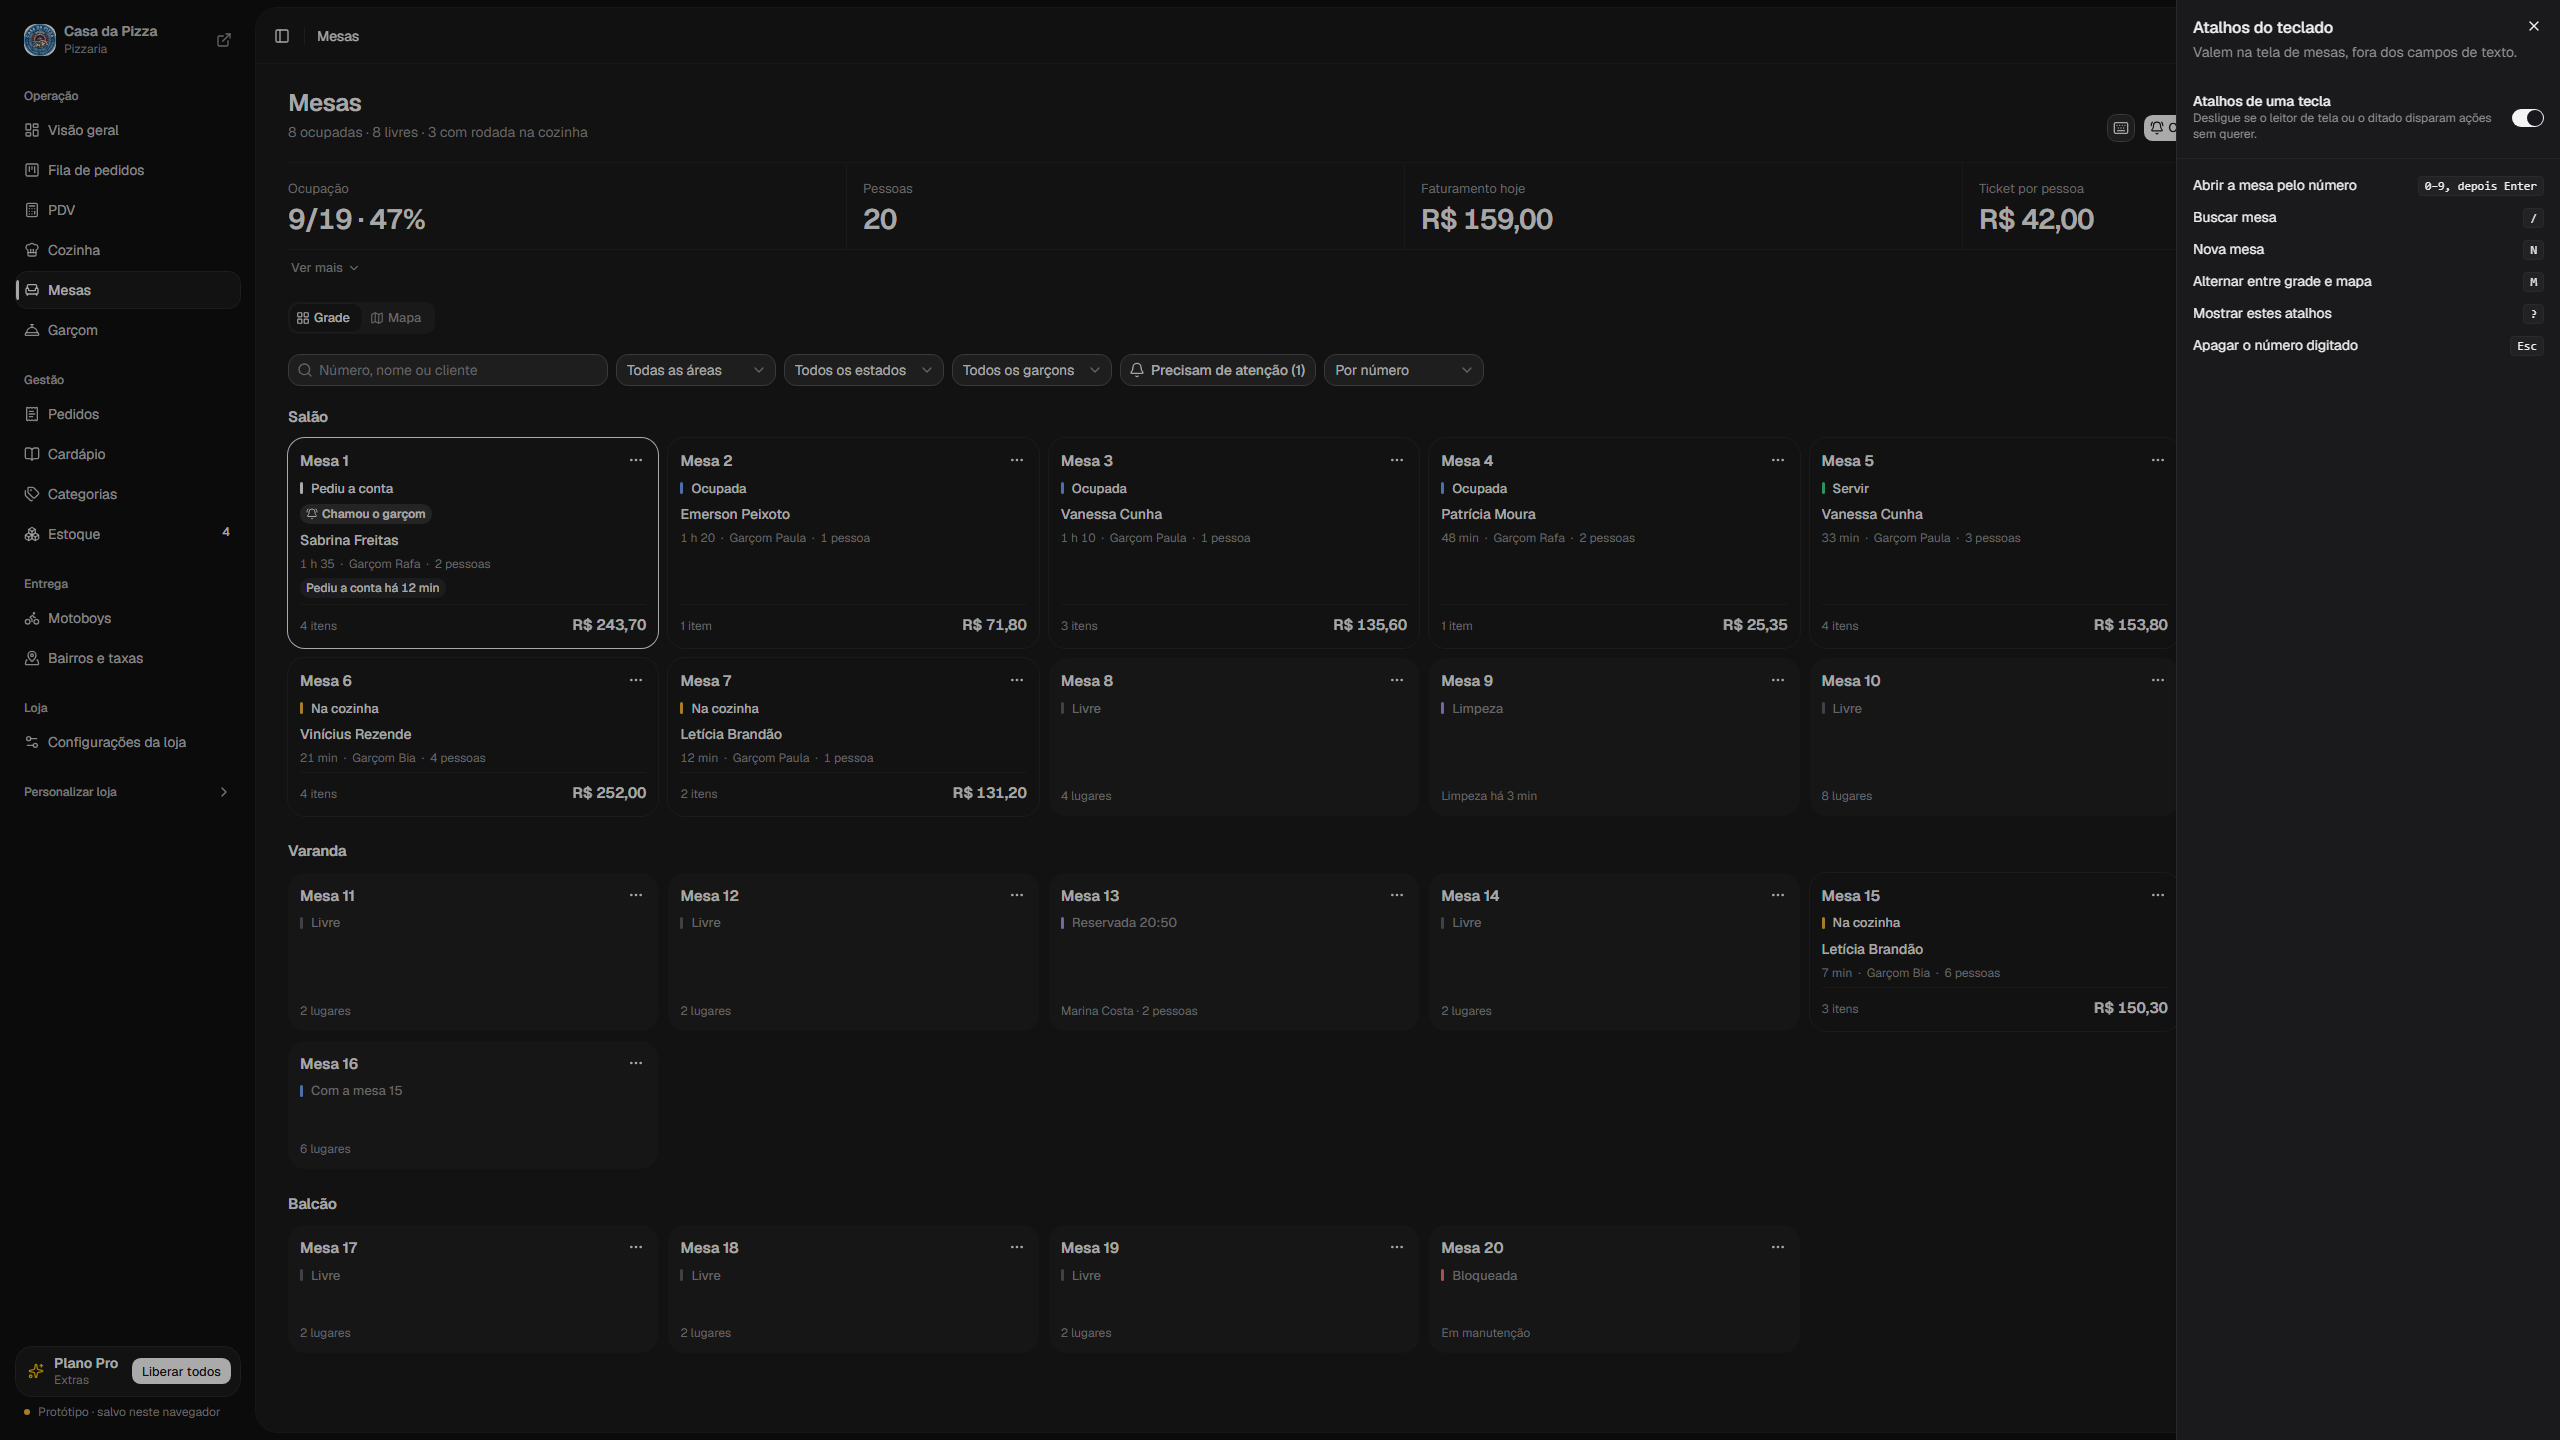 Casa da Pizza
Pizzaria
Operação
Visão geral
Fila de pedidos
PDV
Cozinha
Mesas
Garçom
Gestão
Pedidos
Cardápio
Categorias
Estoque 4
Entrega
Motoboys
Bairros e taxas
Loja
Configurações da loja
Personalizar loja
Plano Pro
Extras
Liberar todos
Protótipo · salvo neste navegador
Mesas
Mesas
8 ocupadas · 8 livres · 3 com rodada na cozinha
Ocupação
9/19 · 47%
Pessoas
20
Faturamento hoje
R$ 159,00
Ticket por pessoa
R$ 42,00
Ver mais
Grade Mapa
Número, nome ou cliente
Todas as áreas
Todos os estados
Todos os garçons
Precisam de atenção (1)
Por número
Salão
Mesa 1
Pediu a conta
Chamou o garçom
Sabrina Freitas
1 h 35 · Garçom Rafa · 2 pessoas
Pediu a conta há 12 min
4 itens R$ 243,70
Mesa 2
Ocupada
Emerson Peixoto
1 h 20 · Garçom Paula · 1 pessoa
1 item R$ 71,80
Mesa 3
Ocupada
Vanessa Cunha
1 h 10 · Garçom Paula · 1 pessoa
3 itens R$ 135,60
Mesa 4
Ocupada
Patrícia Moura
48 min · Garçom Rafa · 2 pessoas
1 item R$ 25,35
Mesa 5
Servir
Vanessa Cunha
33 min · Garçom Paula · 3 pessoas
4 itens R$ 153,80
Mesa 6
Na cozinha
Vinícius Rezende
21 min · Garçom Bia · 4 pessoas
4 itens R$ 252,00
Mesa 7
Na cozinha
Letícia Brandão
12 min · Garçom Paula · 1 pessoa
2 itens R$ 131,20
Mesa 8
Livre
4 lugares
Mesa 9
Limpeza
Limpeza há 3 min
Mesa 10
Livre
8 lugares
Varanda
Mesa 11
Livre
2 lugares
Mesa 12
Livre
2 lugares
Mesa 13
Reservada 20:50
Marina Costa · 2 pessoas
Mesa 14
Livre
2 lugares
Mesa 15
Na cozinha
Letícia Brandão
7 min · Garçom Bia · 6 pessoas
3 itens R$ 150,30
Mesa 16
Com a mesa 15
6 lugares
Balcão
Mesa 17
Livre
2 lugares
Mesa 18
Livre
2 lugares
Mesa 19
Livre
2 lugares
Mesa 20
Bloqueada
Em manutenção
Atalhos do teclado
Valem na tela de mesas, fora dos campos de texto.
Atalhos de uma tecla
Desligue se o leitor de tela ou o ditado disparam ações
sem querer.
Abrir a mesa pelo número 0–9, depois Enter
Buscar mesa /
Nova mesa N
Alternar entre grade e mapa M
Mostrar estes atalhos ?
Apagar o número digitado Esc